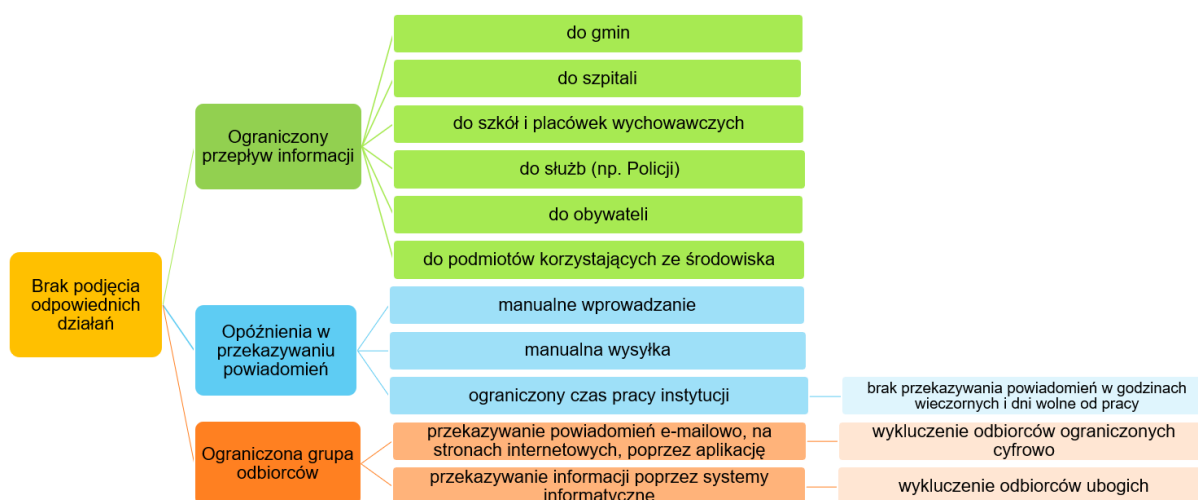 Brak podjęcia
odpowiednich
działań
Ograniczony
przepływ informacji
do gmin
do szpitali
do szkół i placówek wychowawczych
do służb (np. Policji)
do obywateli
do podmiotów korzystających ze środowiska
Opóźnienia w
przekazywaniu
powiadomień
manualne wprowadzanie
manualna wysyłka
ograniczony czas pracy instytucji
brak przekazywania powiadomień w godzinach
wieczornych i dni wolne od pracy
Ograniczona grupa
odbiorców
przekazywanie powiadomień e-mailowo, na
stronach internetowych, poprzez aplikację
wykluczenie odbiorców ograniczonych
cyfrowo
przekazywanie informacji poprzez systemy
informatyczne
wykluczenie odbiorców ubogich